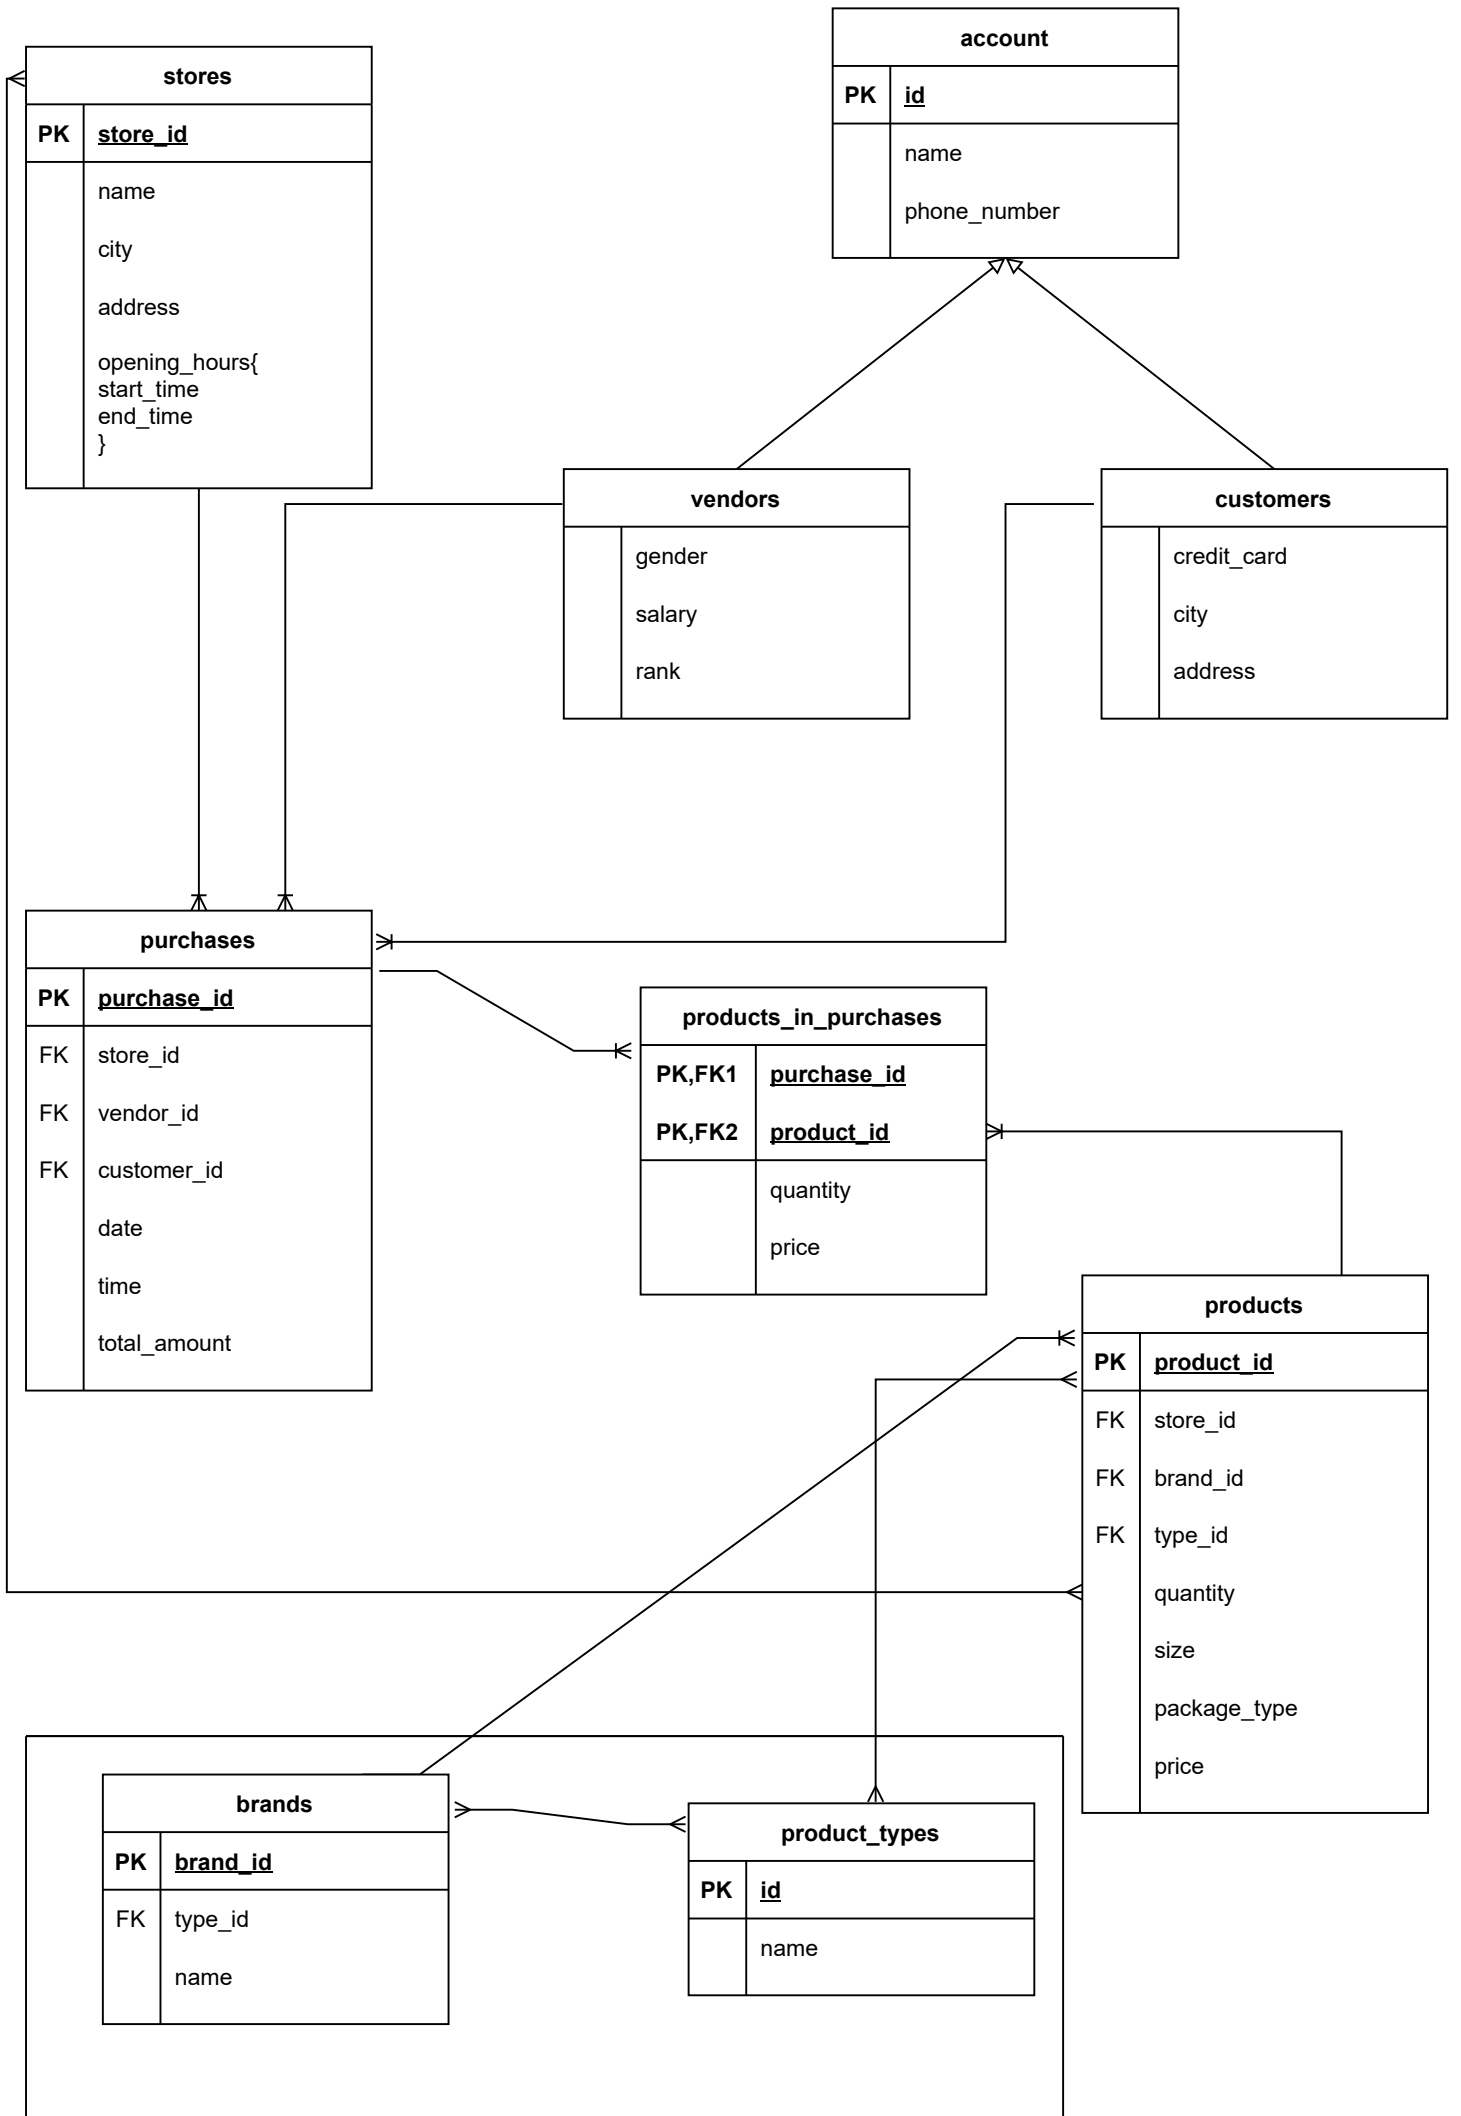 account
PK id
name
phone_number
stores
PK store_id
name
city
address
opening_hours{
start_time
end_time
}
vendors
gender
salary
rank
customers
credit_card
city
address
purchases
PK purchase_id
FK store_id
FK vendor_id
FK customer_id
date
time
total_amount
products_in_purchases
PK,FK1 purchase_id
PK,FK2 product_id
quantity
price
products
PK product_id
FK store_id
FK brand_id
FK type_id
quantity
size
package_type
price
brands
PK brand_id
FK type_id
name
product_types
PK id
name